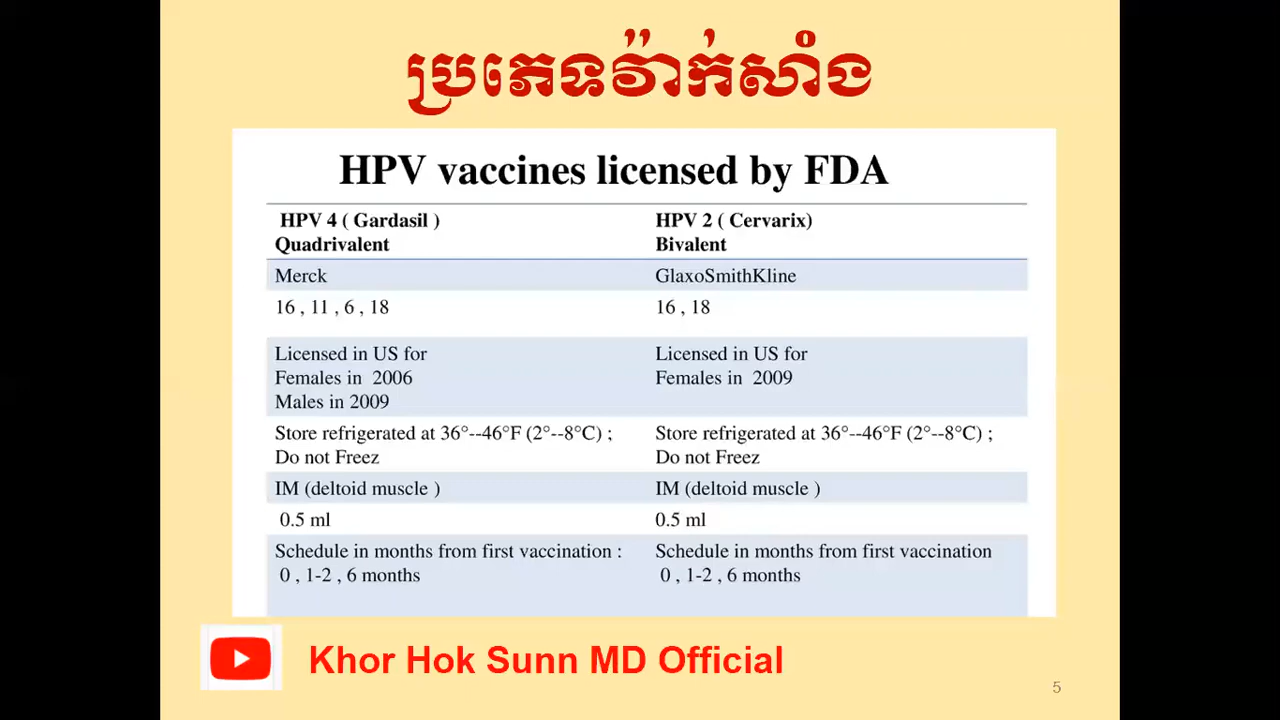 ប្រភេទវ៉ាក់សាំង
HPV vaccines licensed by FDA
HPV 4 ( Gardasil )
Quadrivalent
HPV 2 ( Cervarix)
Bivalent
Merck
GlaxoSmithKline
16 , 11 , 6 , 18
16 , 18
Licensed in US for
Females in 2006
Males in 2009
Licensed in US for
Females in 2009
Store refrigerated at 36°--46°F (2°--8°C) ;
Do not Freez
Store refrigerated at 36°--46°F (2°--8°C) ;
Do not Freez
IM (deltoid muscle )
IM (deltoid muscle )
0.5 ml
0.5 ml
Schedule in months from first vaccination :
0 , 1-2 , 6 months
Schedule in months from first vaccination
0 , 1-2 , 6 months
Khor Hok Sunn MD Official
5